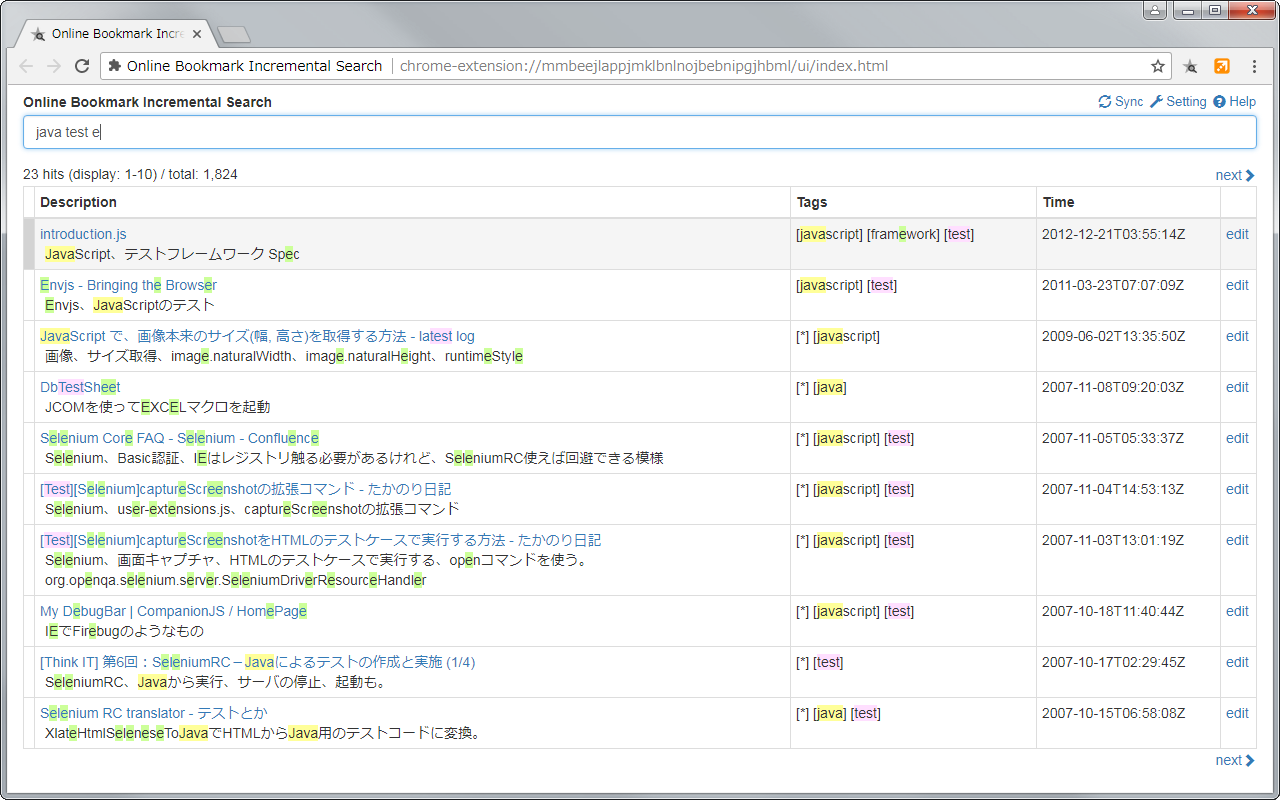 Online Bookmark Incre
Online Bookmark Incremental Search chrome-extension://mmbeejlappjmklbnlnojbebnipgjhbml/ui/index.html
Online Bookmark Incremental Search Sync Setting Help
java test e
23 hits (display: 1-10) / total: 1,824 next
Description Tags Time
introduction.js [javascript] [framework] [test] 2012-12-21T03:55:14Z edit
JavaScript、テストフレームワーク Spec
Envjs - Bringing the Browser [javascript] [test] 2011-03-23T07:07:09Z edit
Envjs、JavaScriptのテスト
JavaScript で、画像本来のサイズ(幅, 高さ)を取得する方法 - latest log [*] [javascript] 2009-06-02T13:35:50Z edit
画像、サイズ取得、image.naturalWidth、image.naturalHeight、runtimeStyle
DbTestSheet [*] [java] 2007-11-08T09:20:03Z edit
JCOMを使ってEXCELマクロを起動
Selenium Core FAQ - Selenium - Confluence [*] [javascript] [test] 2007-11-05T05:33:37Z edit
Selenium、Basic認証、IEはレジストリ触る必要があるけれど、SeleniumRC使えば回避できる模様
[Test][Selenium]captureScreenshotの拡張コマンド - たかのり日記 [*] [javascript] [test] 2007-11-04T14:53:13Z edit
Selenium、user-extensions.js、captureScreenshotの拡張コマンド
[Test][Selenium]captureScreenshotをHTMLのテストケースで実行する方法 - たかのり日記 [*] [javascript] [test] 2007-11-03T13:01:19Z edit
Selenium、画面キャプチャ、HTMLのテストケースで実行する、openコマンドを使う。
org.openqa.selenium.server.SeleniumDriverResourceHandler
My DebugBar | CompanionJS / HomePage [*] [javascript] [test] 2007-10-18T11:40:44Z edit
IEでFirebugのようなもの
[Think IT] 第6回：SeleniumRC－Javaによるテストの作成と実施 (1/4) [*] [test] 2007-10-17T02:29:45Z edit
SeleniumRC、Javaから実行、サーバの停止、起動も。
Selenium RC translator - テストとか [*] [java] [test] 2007-10-15T06:58:08Z edit
XlateHtmlSeleneseToJavaでHTMLからJava用のテストコードに変換。
next